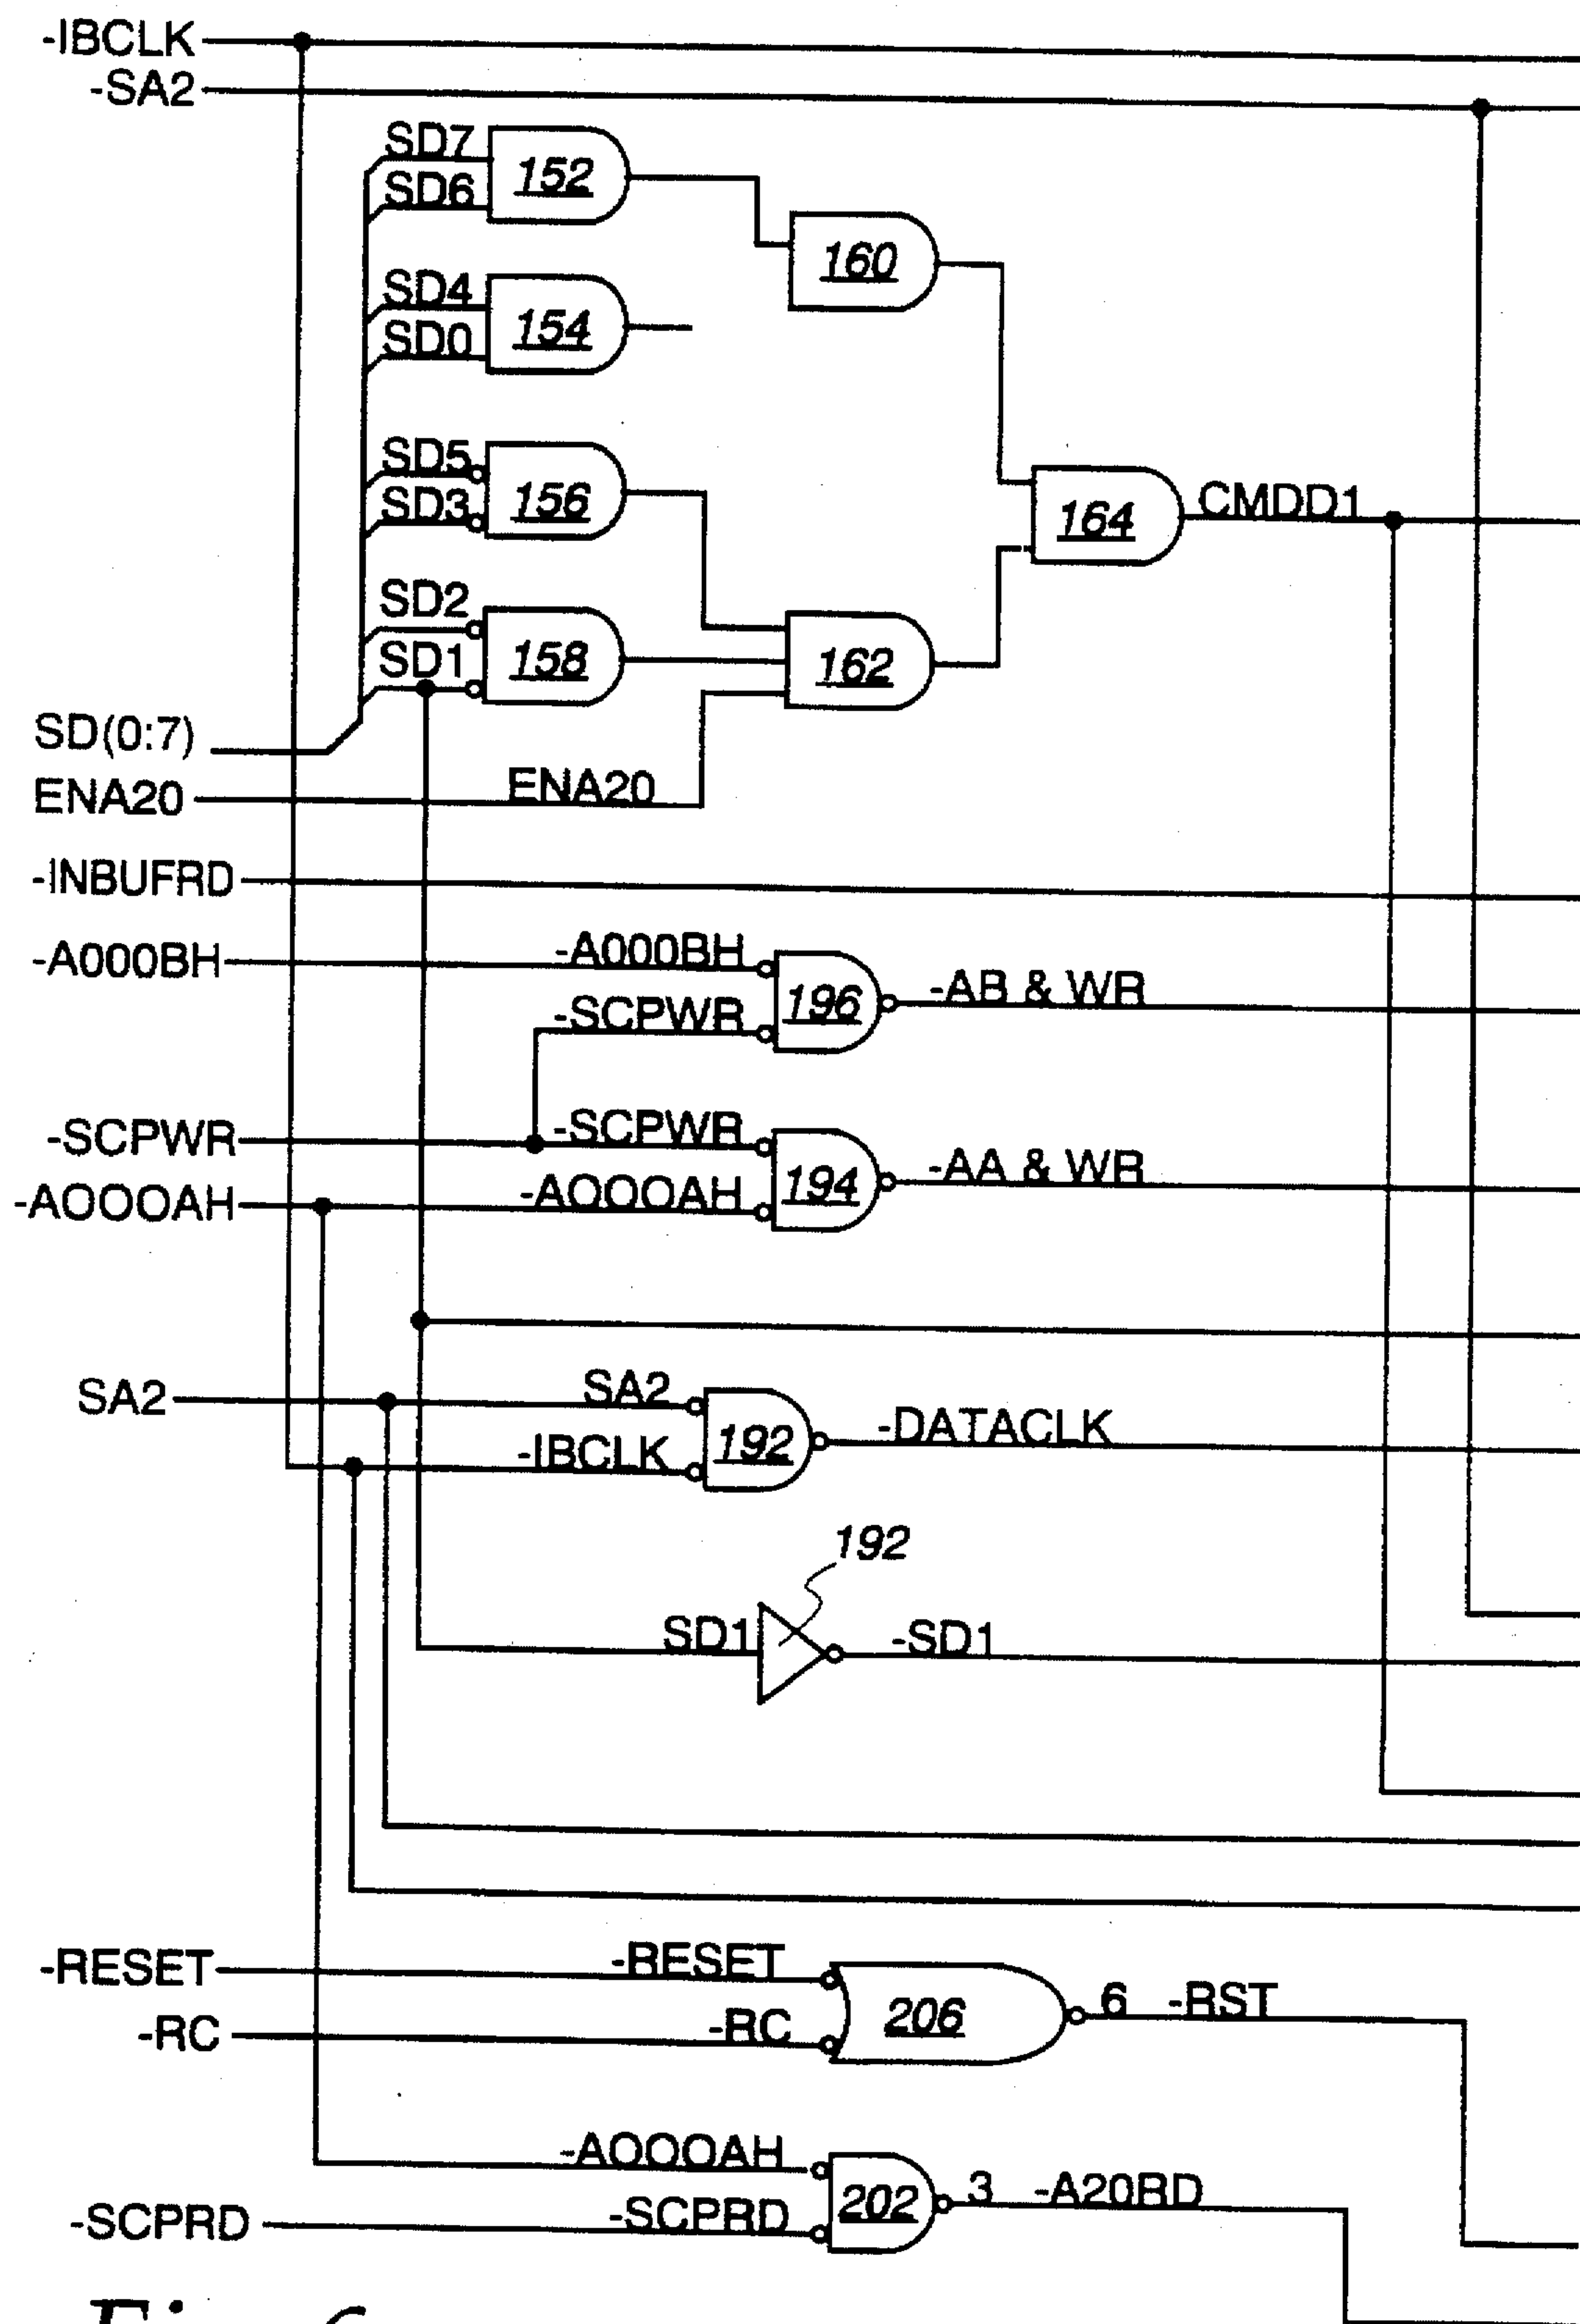 -IBCLK
-SA2
SD7
SD6
152
160
SD4
SD0
154
SD5
SD3
156
164
CMDD1
SD2
SD1
158
162
SD(0:7)
ENA20
ENA20
-INBUFRD
-A000BH
-A000BH
-SCPWR
196
-AB & WR
-SCPWR
-SCPWR
-AOOOAH
-AOOOAH
194
-AA & WR
SA2
SA2
-IBCLK
192
-DATACLK
192
SD1
-SD1
-RESET
-RESET
-RC
-RC
206
6
-RST
-AOOOAH
-SCPRD
-SCPRD
202
3
-A20RD